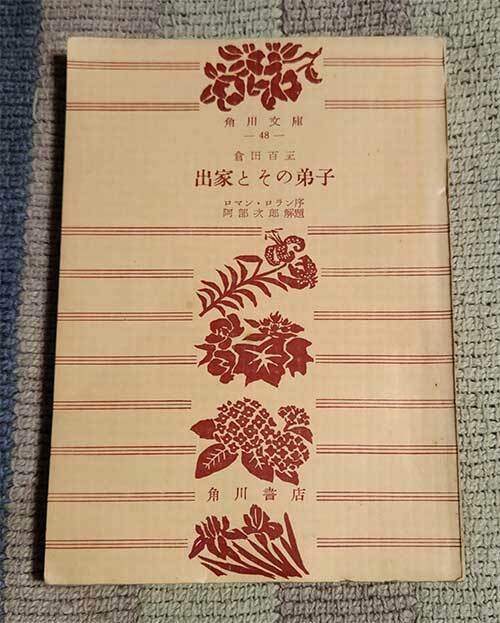 角川文庫
― 48 ―
倉田百三
出家とその弟子
ロマン・ロラン序
阿部次郎解題
角川書店